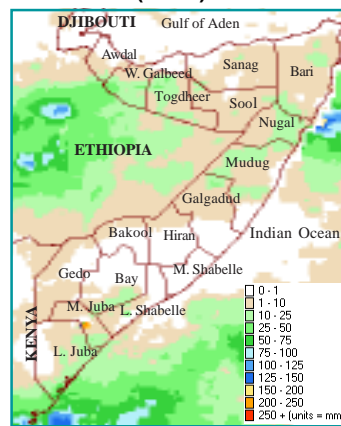 DJIBOUTI
Gulf of Aden
Awdal
W. Galbeed
Sanag
Bari
Togdheer
Sool
Nugal
ETHIOPIA
Mudug
Galgadud
Bakool
Hiran
Indian Ocean
Gedo
Bay
M. Shabelle
M. Juba
L. Shabelle
KENYA
L. Juba
0 - 1
1 - 10
10 - 25
25 - 50
50 - 75
75 - 100
100 - 125
125 - 150
150 - 200
200 - 250
250 + (units = mm